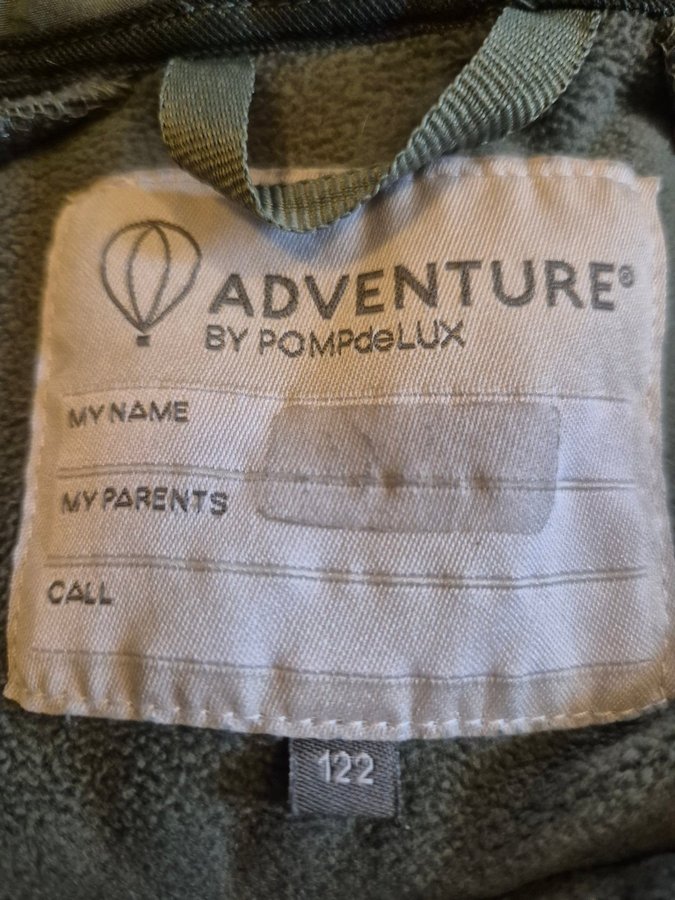 ADVENTURE®
BY POMPdeLUX
MY NAME
MY PARENTS
CALL
122